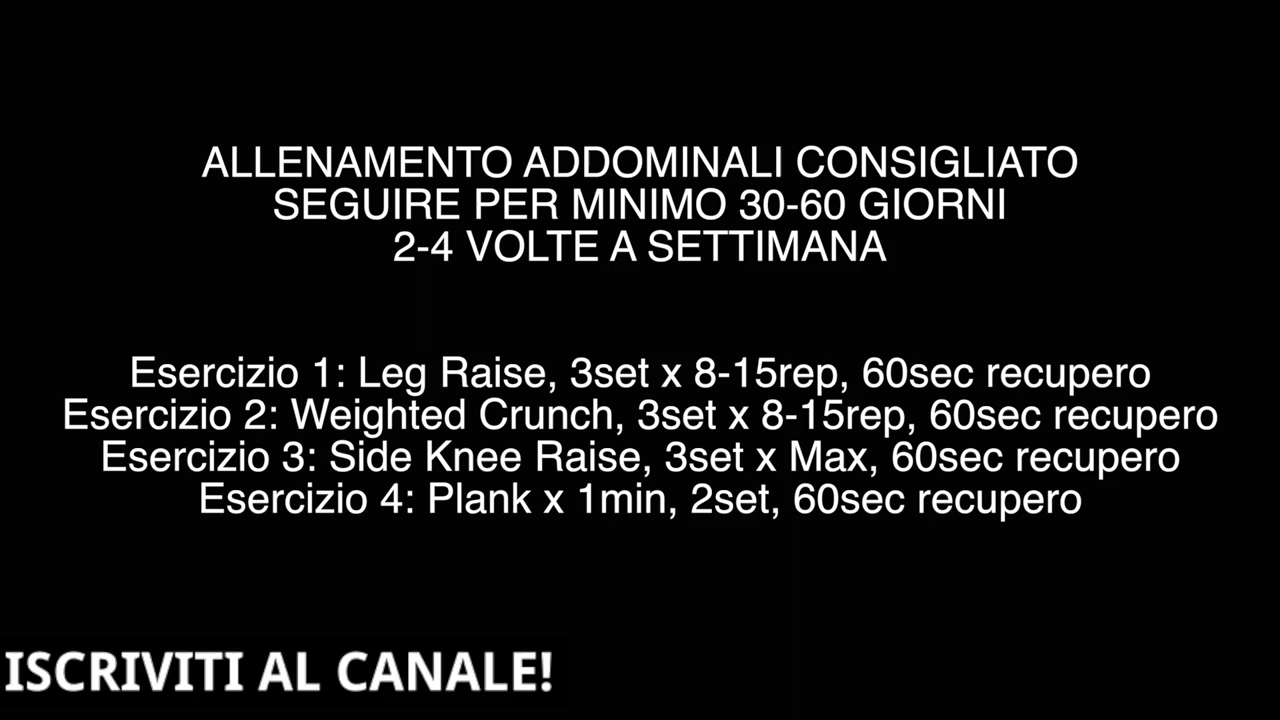 ALLENAMENTO ADDOMINALI CONSIGLIATO
SEGUIRE PER MINIMO 30-60 GIORNI
2-4 VOLTE A SETTIMANA
Esercizio 1: Leg Raise, 3set x 8-15rep, 60sec recupero
Esercizio 2: Weighted Crunch, 3set x 8-15rep, 60sec recupero
Esercizio 3: Side Knee Raise, 3set x Max, 60sec recupero
Esercizio 4: Plank x 1min, 2set, 60sec recupero
ISCRIVITI AL CANALE!